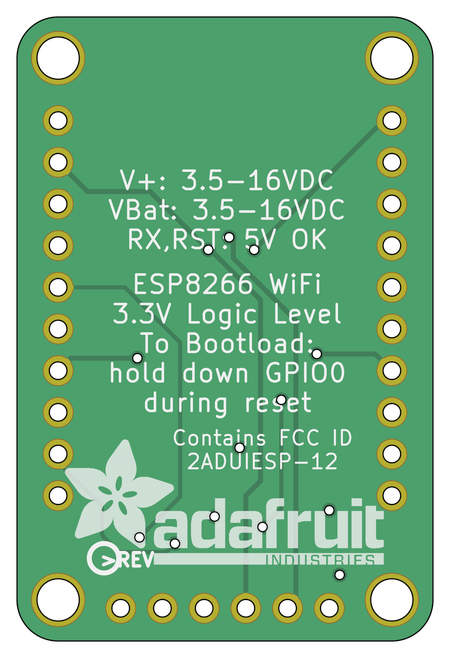 V+: 3.5-16VDC
VBat: 3.5-16VDC
RX,RST: 5V OK
ESP8266 WiFi
3.3V Logic Level
To Bootload:
hold down GPIO0
during reset
Contains FCC ID
2ADUIESP-12
adafruit
INDUSTRIES
>REV